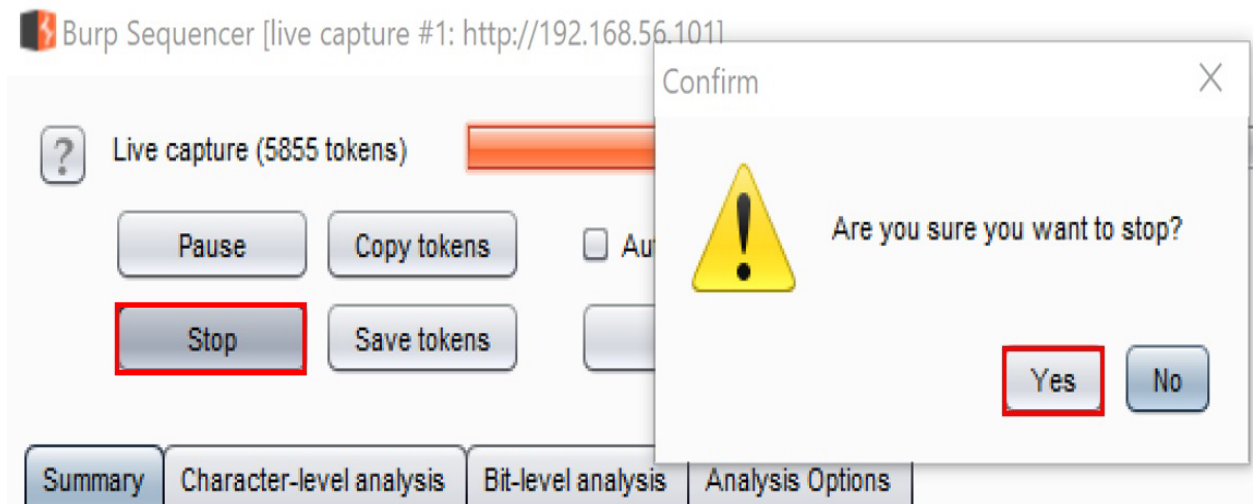 Burp Sequencer [live capture #1: http://192.168.56.101]
Confirm
X
?
Live capture (5855 tokens)
Are you sure you want to stop?
Pause
Copy tokens
Stop
Save tokens
Yes
No
Summary
Character-level analysis
Bit-level analysis
Analysis Options